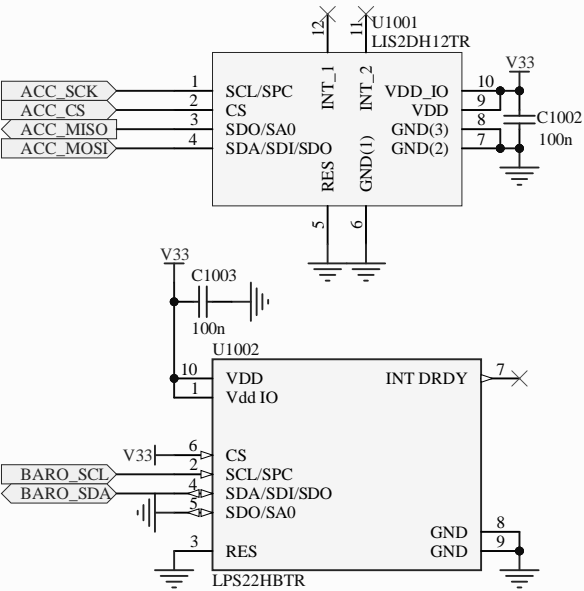 12
11
U1001
LIS2DH12TR
INT_1
INT_2
V33
ACC_SCK 1 SCL/SPC VDD_IO 10
ACC_CS 2 CS VDD 9
ACC_MISO 3 SDO/SA0 GND(3) 8
ACC_MOSI 4 SDA/SDI/SDO GND(2) 7
C1002
100n
RES
GND(1)
5
6
V33
C1003
100n
U1002
10 VDD INT DRDY 7
1 Vdd IO
V33 6 CS
BARO_SCL 2 SCL/SPC
BARO_SDA 4 SDA/SDI/SDO
5 SDO/SA0
GND 8
3 RES GND 9
LPS22HBTR